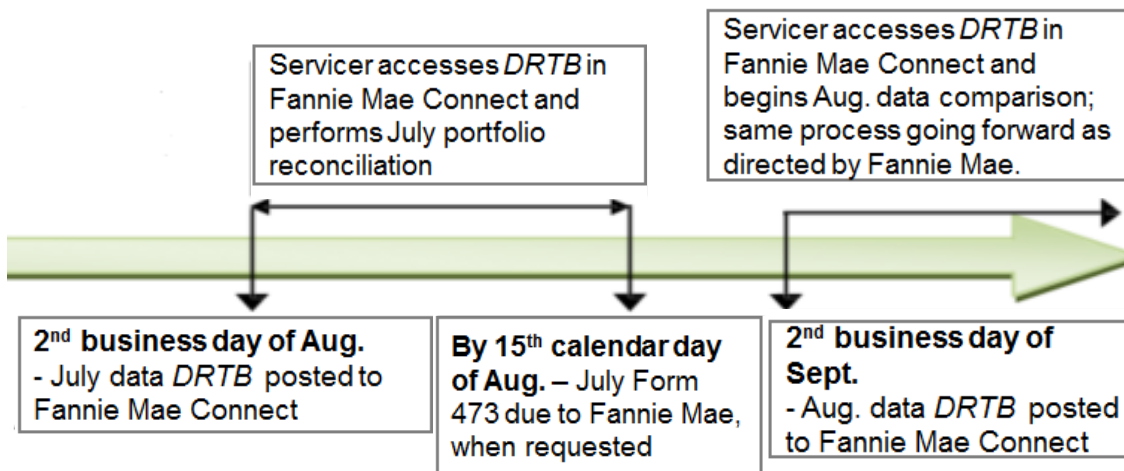 Servicer accesses DRTB in
Fannie Mae Connect and
performs July portfolio
reconciliation
Servicer accesses DRTB in
Fannie Mae Connect and
begins Aug. data comparison;
same process going forward as
directed by Fannie Mae.
2nd business day of Aug.
- July data DRTB posted to
Fannie Mae Connect
By 15th calendar day
of Aug. – July Form
473 due to Fannie Mae,
when requested
2nd business day of
Sept.
- Aug. data DRTB posted
to Fannie Mae Connect